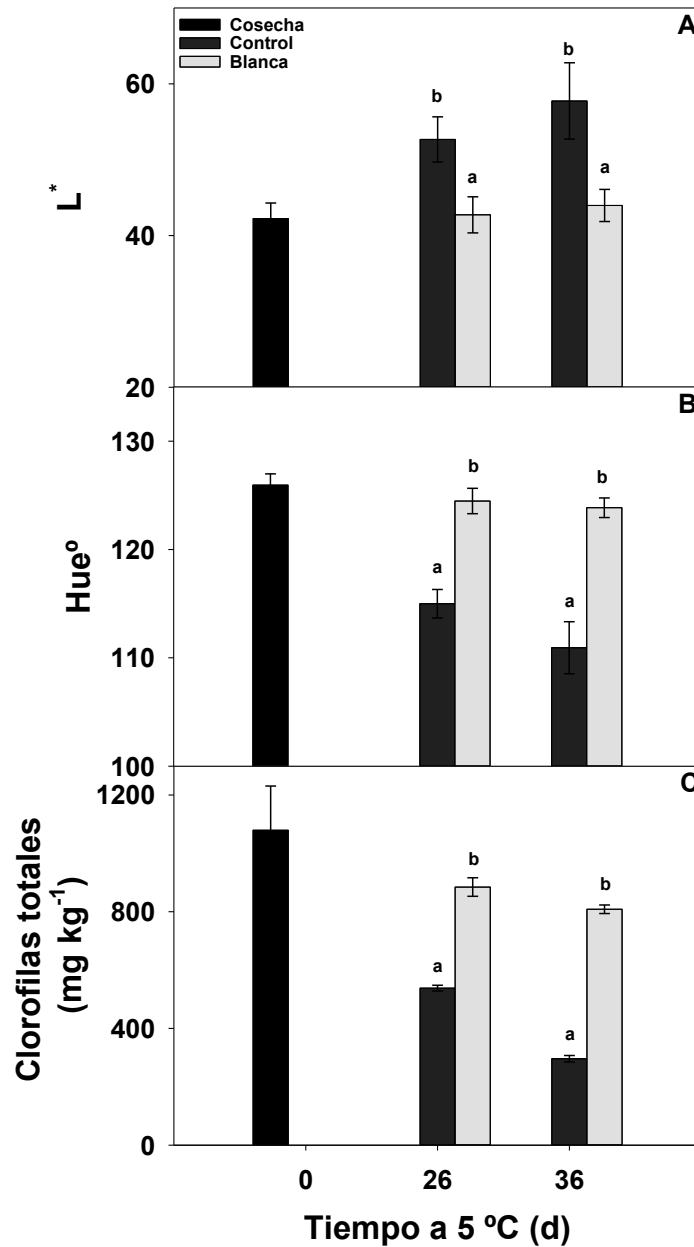 Cosecha
Control
Blanca
A
L*
60
40
20
b
a
b
a
B
Hueº
130
120
110
100
a
b
a
b
C
Clorofilas totales
(mg kg-1)
1200
800
400
0
a
b
a
b
0 26 36
Tiempo a 5 ºC (d)